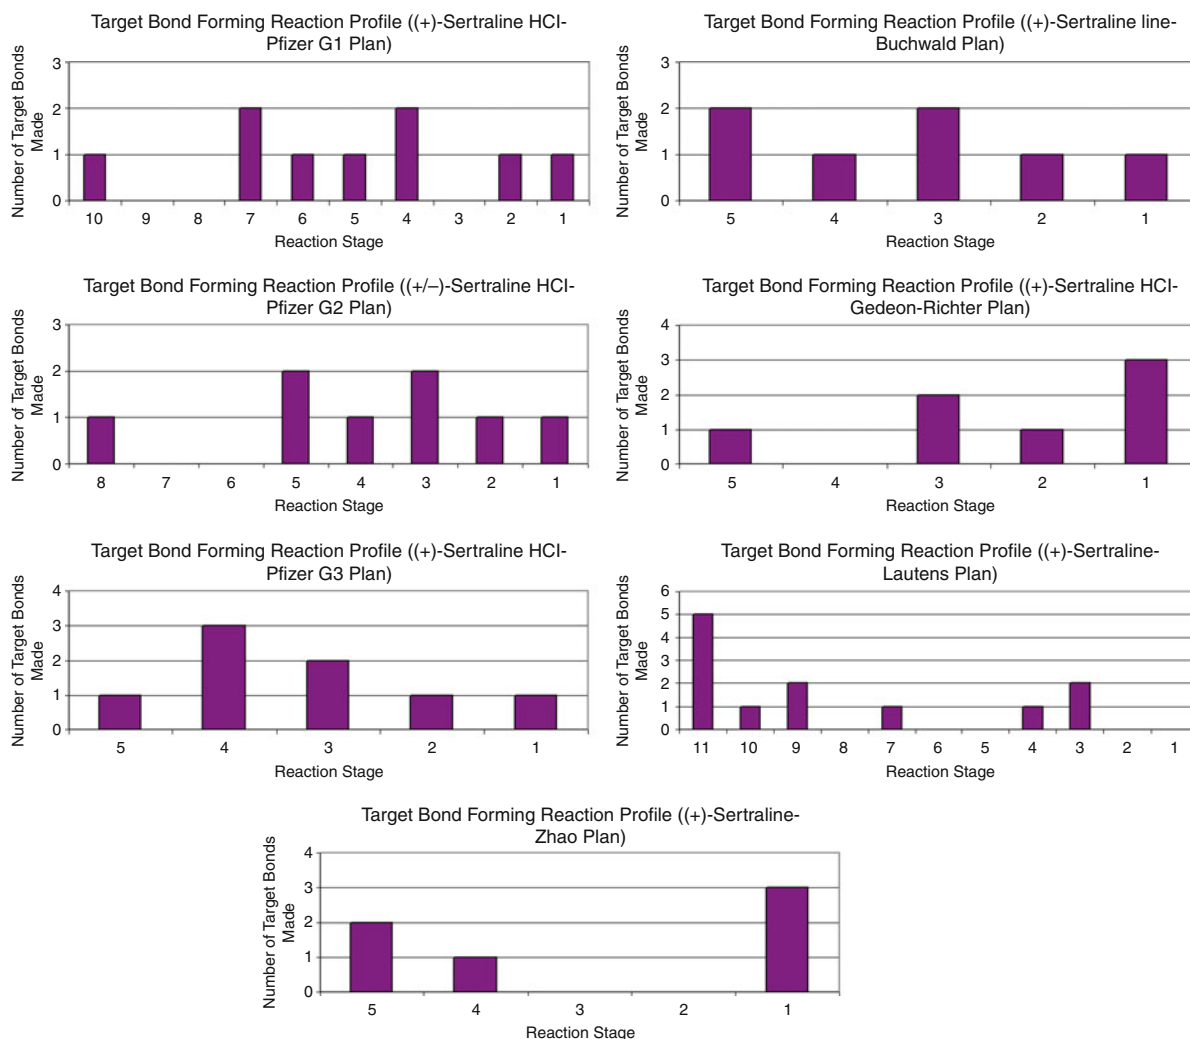 Target Bond Forming Reaction Profile ((+)-Sertraline HCI-
Pfizer G1 Plan)
Number of Target Bonds
Made
3
2
1
0
10 9 8 7 6 5 4 3 2 1
Reaction Stage
Target Bond Forming Reaction Profile ((+)-Sertraline line-
Buchwald Plan)
Number of Target Bonds
Made
3
2
1
0
5 4 3 2 1
Reaction Stage
Target Bond Forming Reaction Profile ((+/–)-Sertraline HCI-
Pfizer G2 Plan)
Number of Target Bonds
Made
3
2
1
0
8 7 6 5 4 3 2 1
Reaction Stage
Target Bond Forming Reaction Profile ((+)-Sertraline HCI-
Gedeon-Richter Plan)
Number of Target Bonds
Made
4
3
2
1
0
5 4 3 2 1
Reaction Stage
Target Bond Forming Reaction Profile ((+)-Sertraline HCI-
Pfizer G3 Plan)
Number of Target Bonds
Made
4
3
2
1
0
5 4 3 2 1
Reaction Stage
Target Bond Forming Reaction Profile ((+)-Sertraline-
Lautens Plan)
Number of Target Bonds
Made
6
5
4
3
2
1
0
11 10 9 8 7 6 5 4 3 2 1
Reaction Stage
Target Bond Forming Reaction Profile ((+)-Sertraline-
Zhao Plan)
Number of Target Bonds
Made
4
3
2
1
0
5 4 3 2 1
Reaction Stage